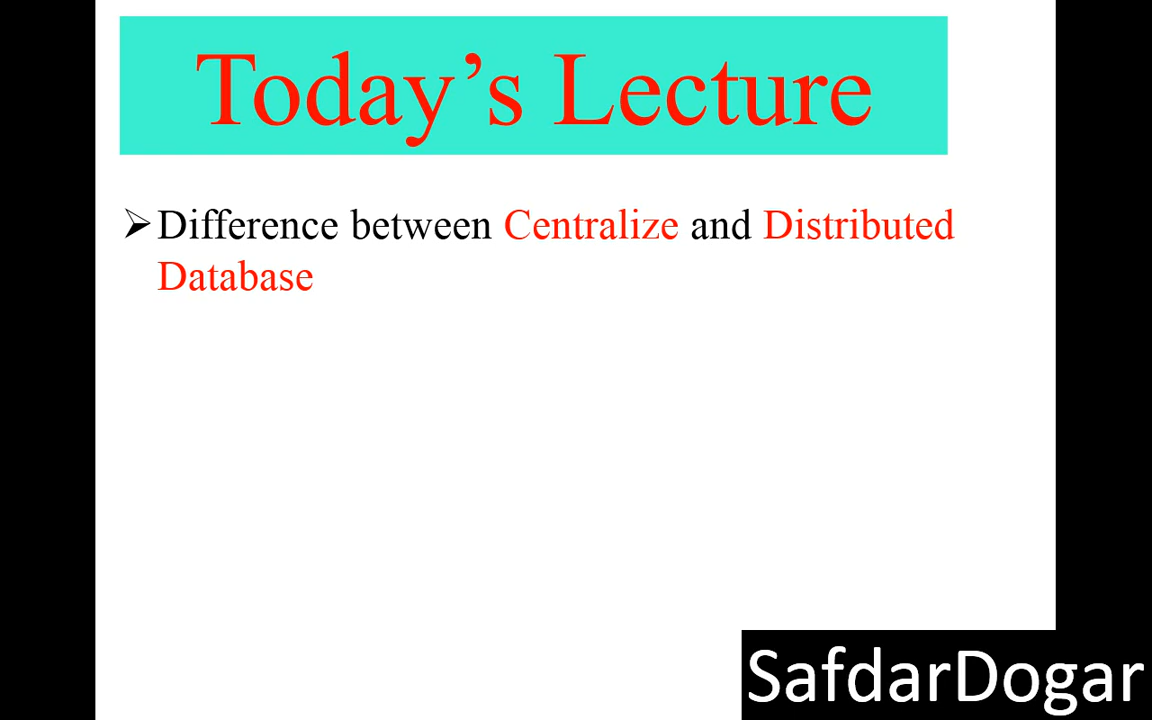 Today’s Lecture
➢Difference between Centralize and Distributed
Database
SafdarDogar